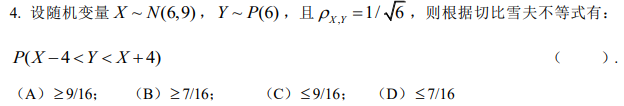 4. 设随机变量 X ~ N(6,9)，Y ~ P(6)，且 ρ_{X,Y} =1/√6，则根据切比雪夫不等式有：
P(X−4<Y<X+4) （ ）.
（A）≥9/16; （B）≥7/16; （C）≤9/16; （D）≤7/16